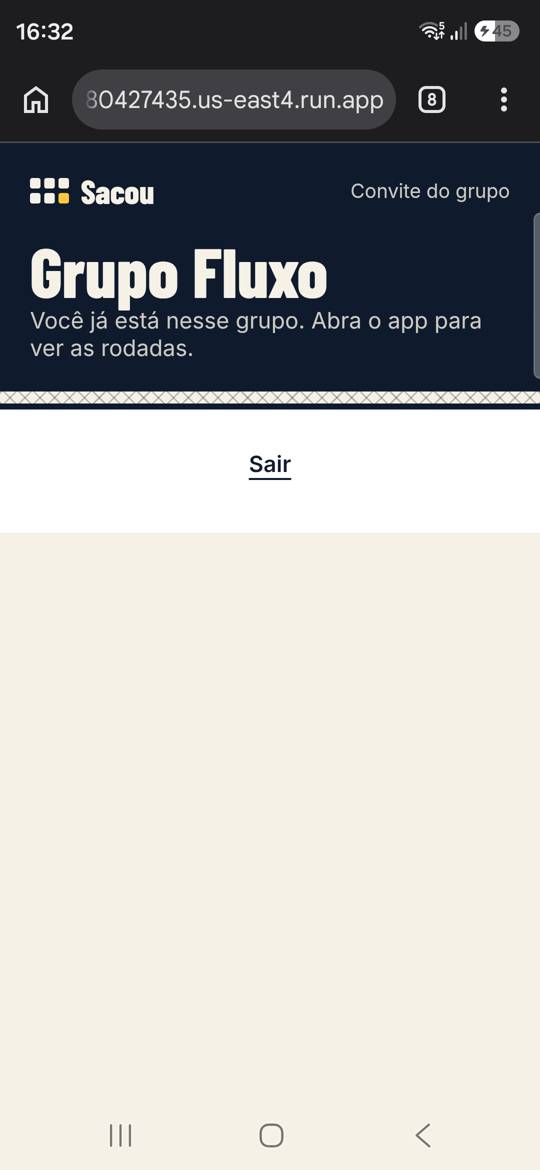 16:32
5
45
80427435.us-east4.run.app
8
Sacou
Convite do grupo
Grupo Fluxo
Você já está nesse grupo. Abra o app para
ver as rodadas.
Sair